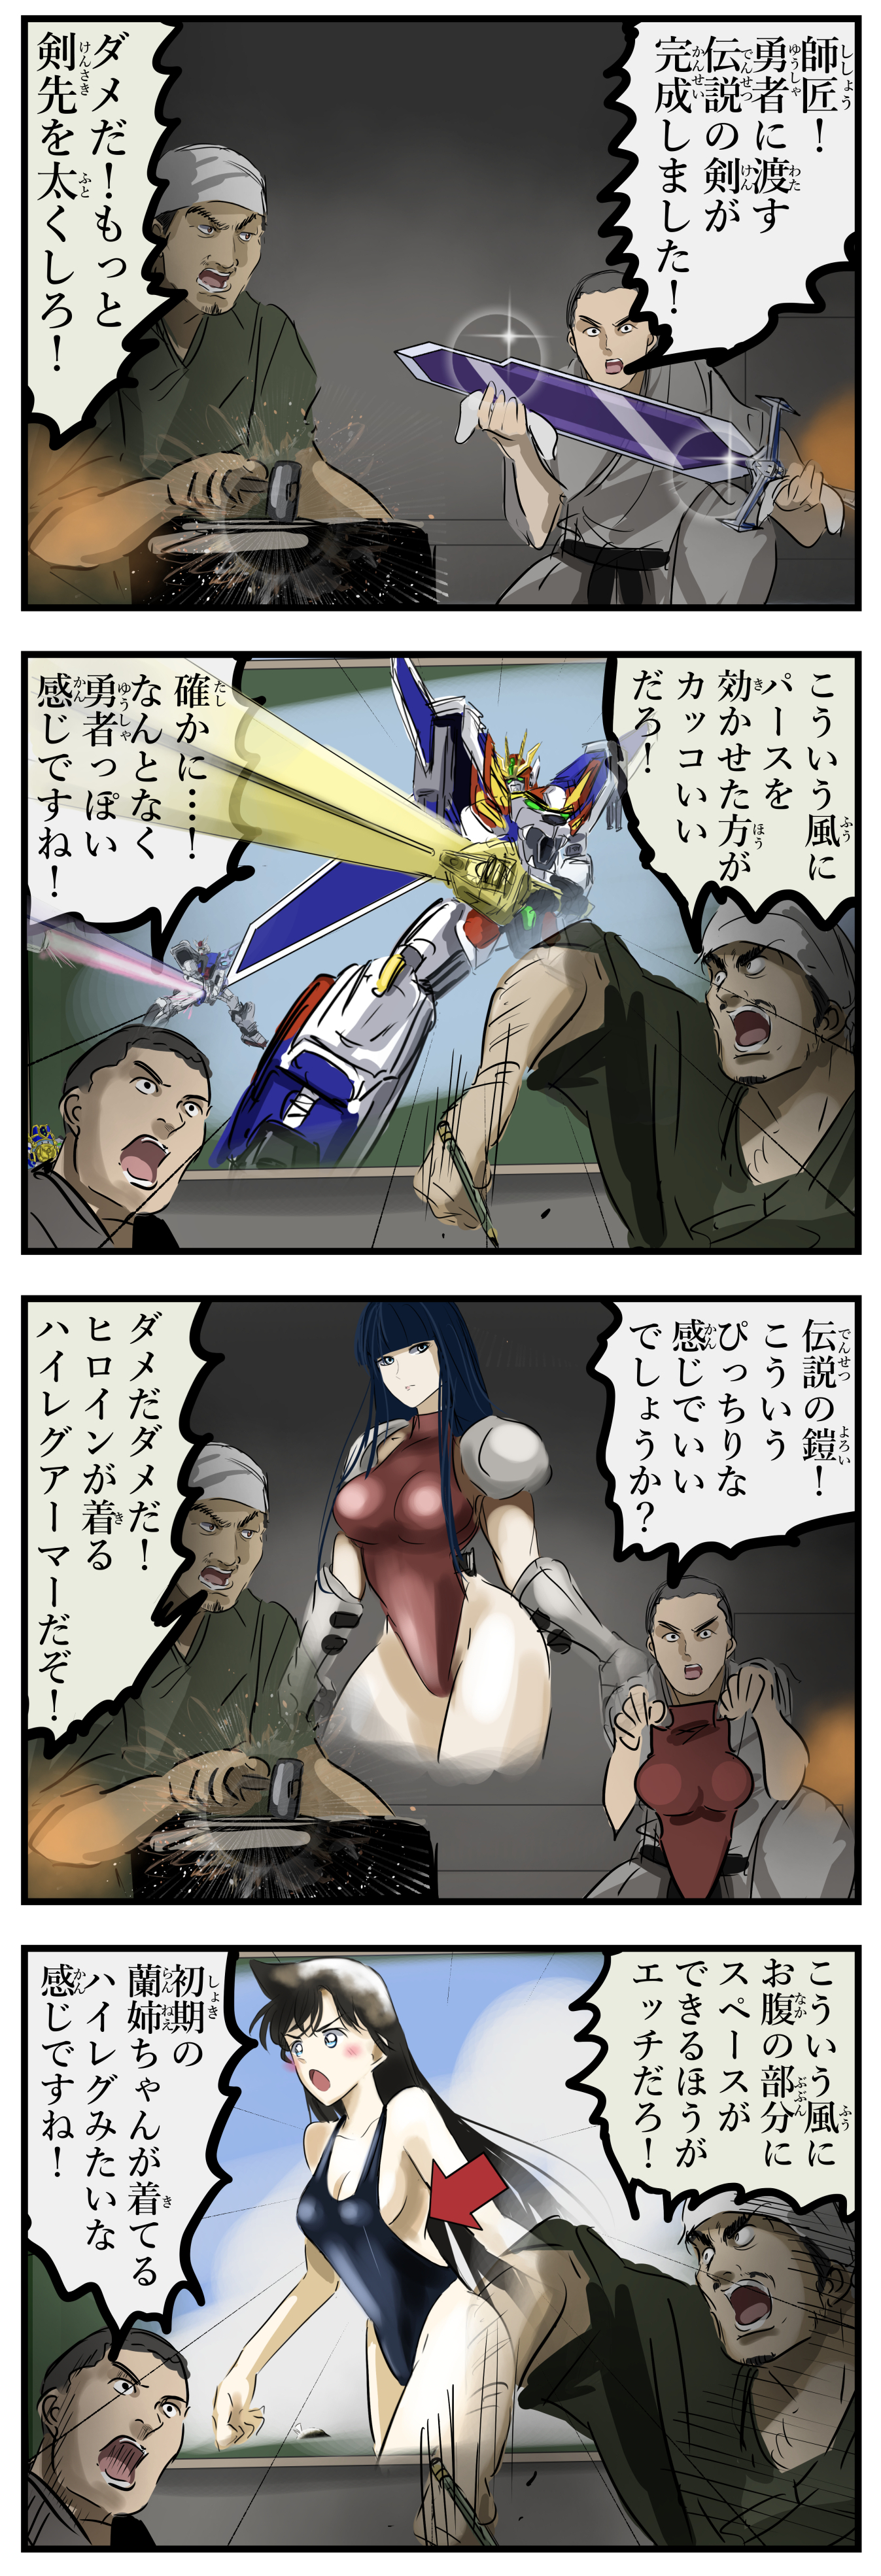 師匠！
勇者に渡す
伝説の剣が
完成しました！
ダメだ！もっと
剣先を太くしろ！
こういう風に
パースを
効かせた方が
カッコいい
だろ！
確かに…！
なんとなく
勇者っぽい
感じですね！
伝説の鎧！
こういう
ぴっちりな
感じでいい
でしょうか？
ダメだダメだ！
ヒロインが着る
ハイレグアーマーだぞ！
こういう風に
お腹の部分に
スペースが
できるほうが
エッチだろ！
初期の
蘭姉ちゃんが着てる
ハイレグみたいな
感じですね！